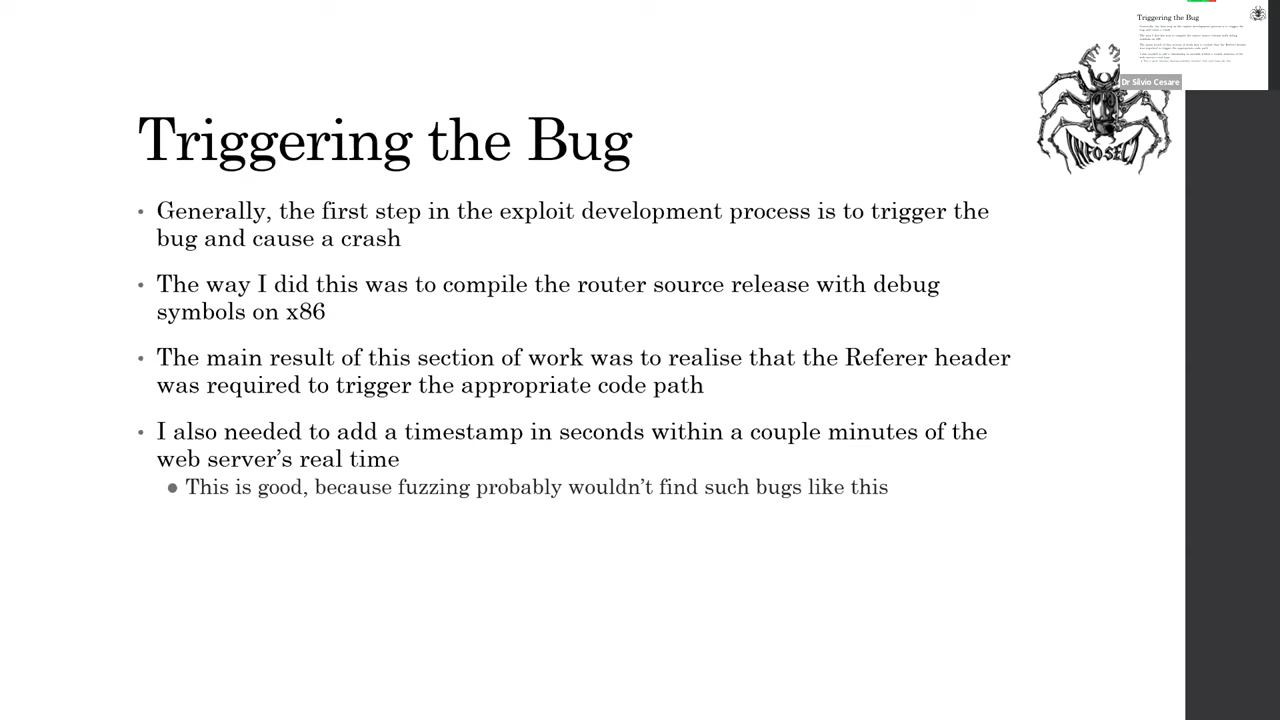 Triggering the Bug
Dr Silvio Cesare
INFOSECT
Triggering the Bug
• Generally, the first step in the exploit development process is to trigger the
bug and cause a crash
• The way I did this was to compile the router source release with debug
symbols on x86
• The main result of this section of work was to realise that the Referer header
was required to trigger the appropriate code path
• I also needed to add a timestamp in seconds within a couple minutes of the
web server’s real time
● This is good, because fuzzing probably wouldn’t find such bugs like this